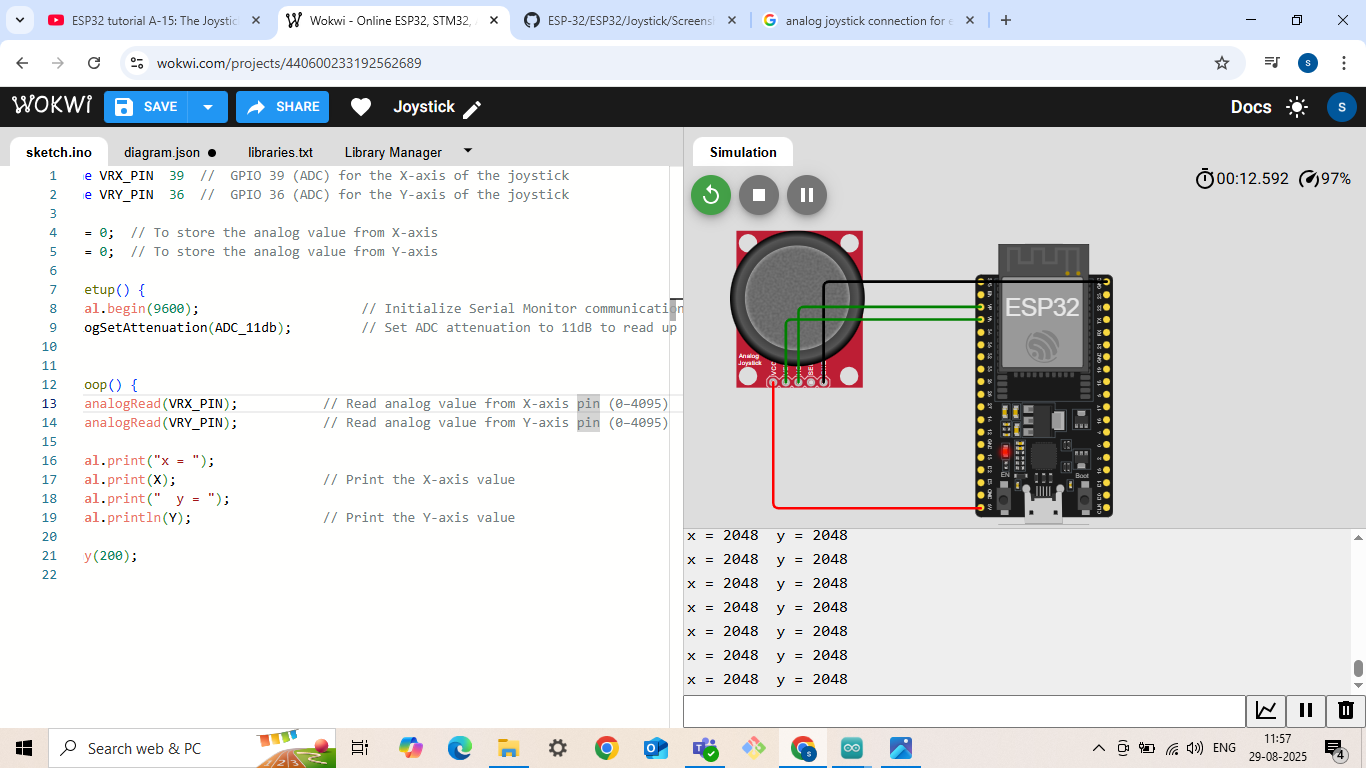 ESP32 tutorial A-15: The Joystic
Wokwi - Online ESP32, STM32,
ESP-32/ESP32/Joystick/Screens
analog joystick connection for e
wokwi.com/projects/440600233192562689
S
WOKWI
SAVE
SHARE
Joystick
Docs
S
sketch.ino
diagram.json
libraries.txt
Library Manager
Simulation
00:12.592
97%
1 e VRX_PIN 39 // GPIO 39 (ADC) for the X-axis of the joystick
2 e VRY_PIN 36 // GPIO 36 (ADC) for the Y-axis of the joystick
3
4 = 0; // To store the analog value from X-axis
5 = 0; // To store the analog value from Y-axis
6
7 etup() {
8 al.begin(9600); // Initialize Serial Monitor communication
9 ogSetAttenuation(ADC_11db); // Set ADC attenuation to 11dB to read up
10
11
12 oop() {
13 analogRead(VRX_PIN); // Read analog value from X-axis pin (0–4095)
14 analogRead(VRY_PIN); // Read analog value from Y-axis pin (0–4095)
15
16 al.print("x = ");
17 al.print(X); // Print the X-axis value
18 al.print("  y = ");
19 al.println(Y); // Print the Y-axis value
20
21 y(200);
22
Analog
Joystick
VCC
ESP32
EN
Boot
x = 2048  y = 2048
x = 2048  y = 2048
x = 2048  y = 2048
x = 2048  y = 2048
x = 2048  y = 2048
x = 2048  y = 2048
x = 2048  y = 2048
Search web & PC
ENG
11:57
29-08-2025
4